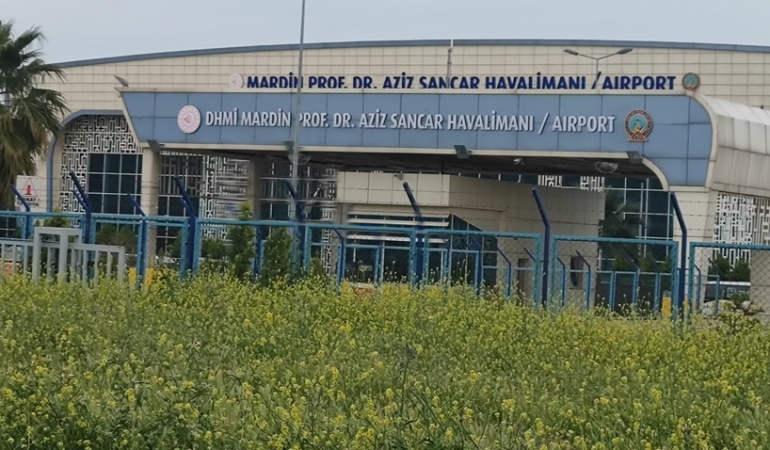 MARDİN PROF. DR. AZİZ SANCAR HAVALİMANI / AIRPORT
DHMİ MARDİN PROF. DR. AZİZ SANCAR HAVALİMANI / AIRPORT